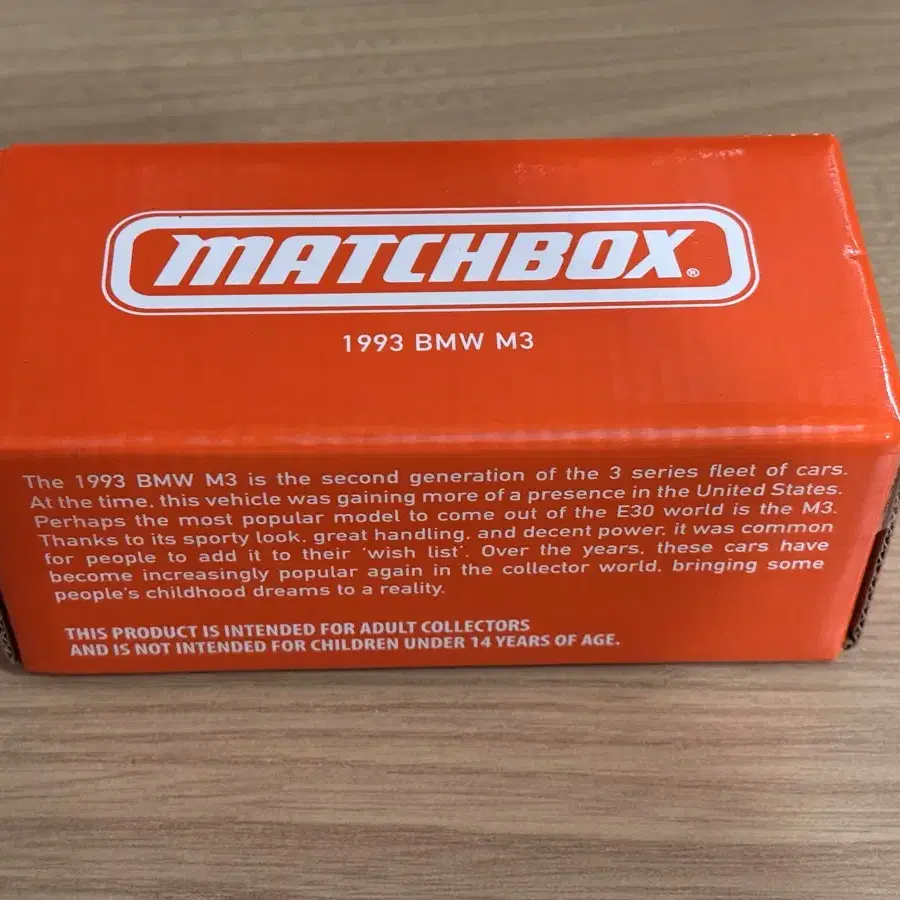 MATCHBOX®
1993 BMW M3
The 1993 BMW M3 is the second generation of the 3 series fleet of cars.
At the time, this vehicle was gaining more of a presence in the United States.
Perhaps the most popular model to come out of the E30 world is the M3.
Thanks to its sporty look, great handling, and decent power, it was common
for people to add it to their 'wish list'. Over the years, these cars have
become increasingly popular again in the collector world, bringing some
people's childhood dreams to a reality.
THIS PRODUCT IS INTENDED FOR ADULT COLLECTORS
AND IS NOT INTENDED FOR CHILDREN UNDER 14 YEARS OF AGE.